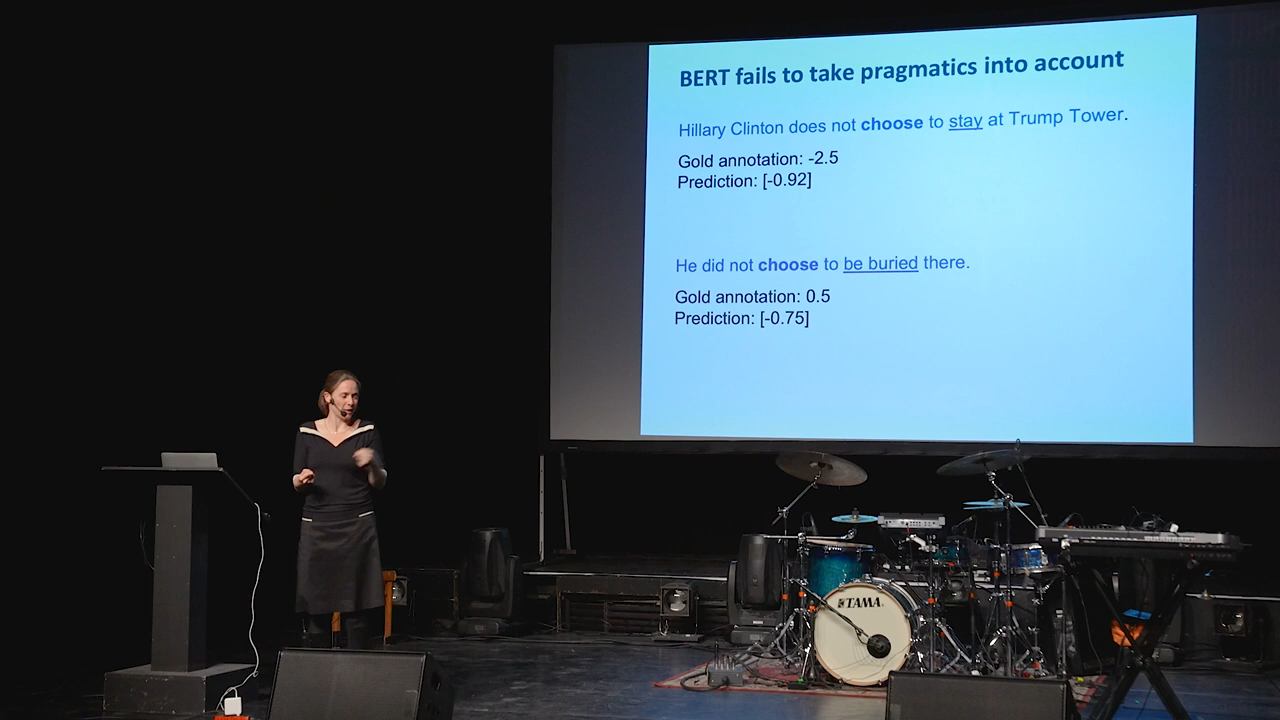 BERT fails to take pragmatics into account
Hillary Clinton does not choose to stay at Trump Tower.
Gold annotation: -2.5
Prediction: [-0.92]
He did not choose to be buried there.
Gold annotation: 0.5
Prediction: [-0.75]
TAMA